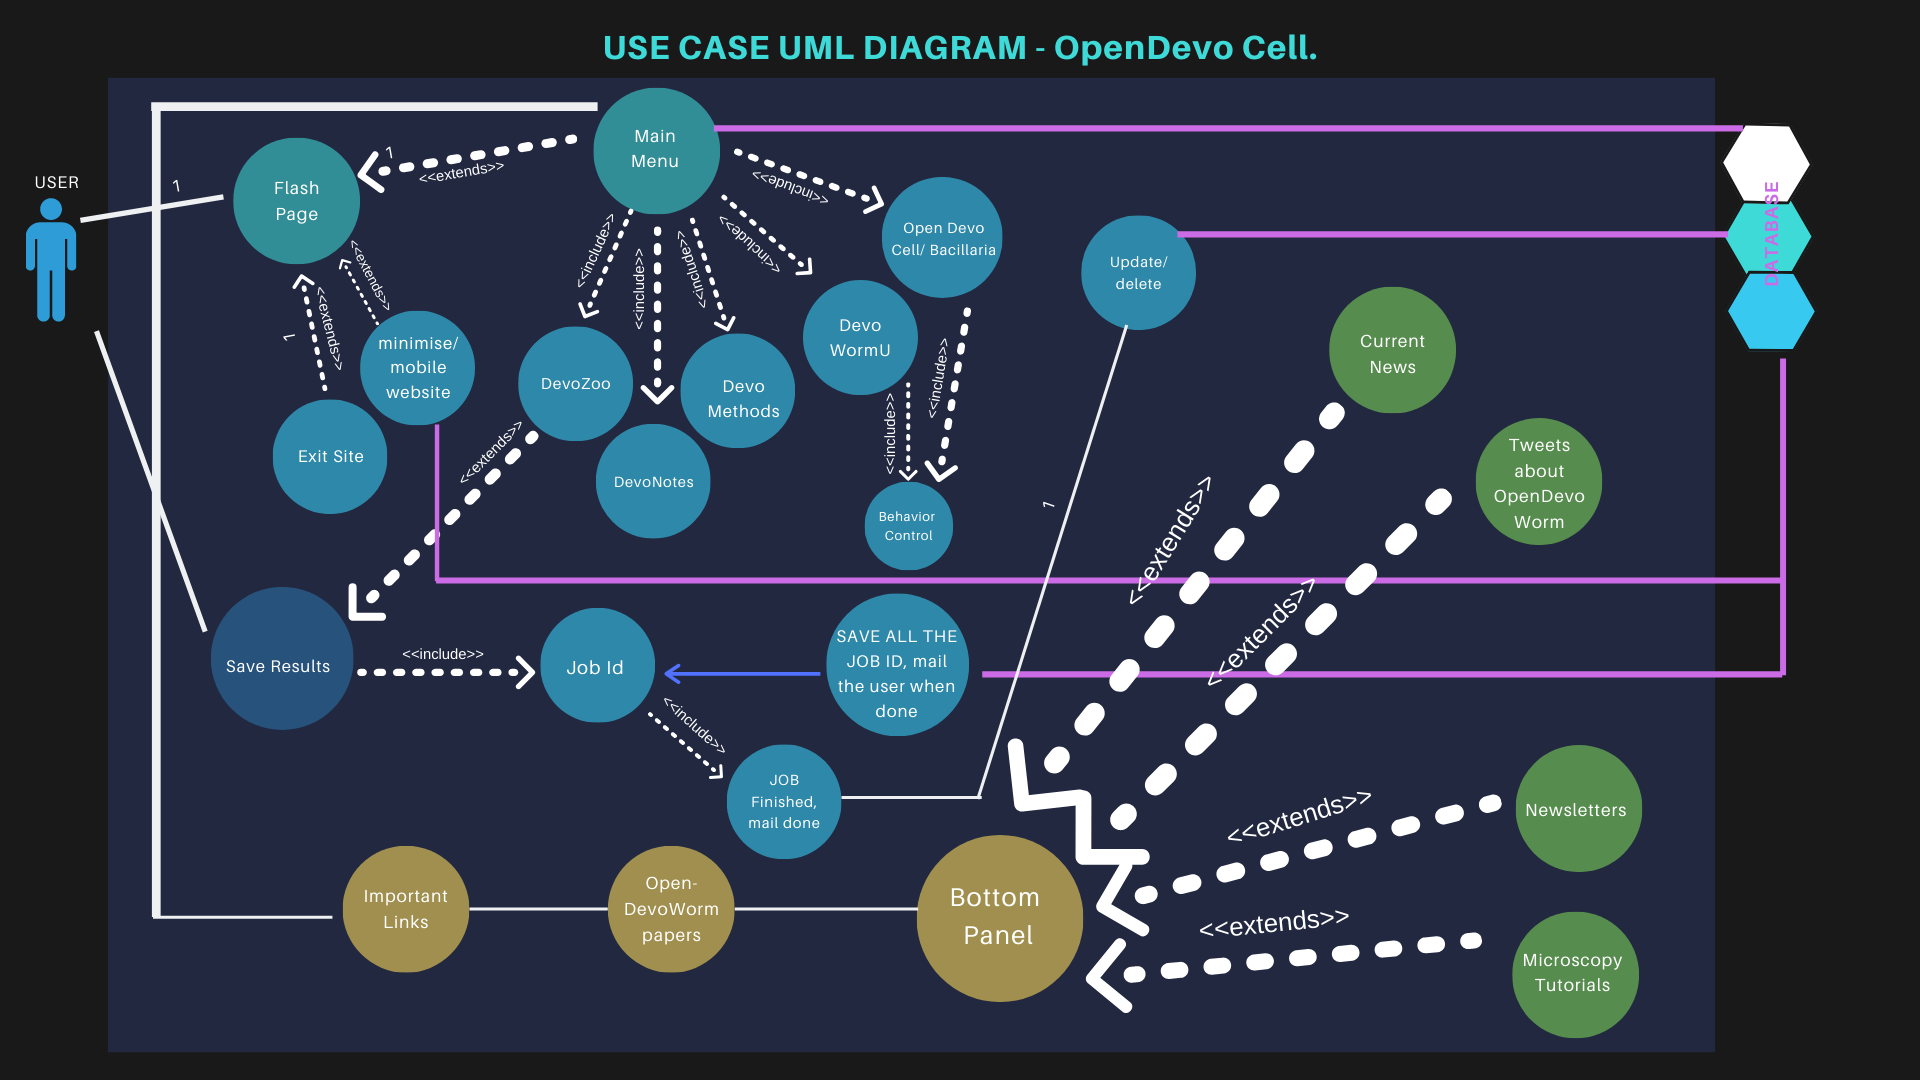 USE CASE UML DIAGRAM - OpenDevo Cell.
USER
1
Flash
Page
1
<<extends>>
Main
Menu
<<include>>
<<include>>
<<include>>
<<include>>
<<include>>
Open Devo
Cell/ Bacillaria
Update/
delete
DATABASE
1
<<extends>>
<<extends>>
minimise/
mobile
website
Exit Site
DevoZoo
Devo
Methods
Devo
WormU
DevoNotes
<<extends>>
<<include>>
<<include>>
Behavior
Control
1
Current
News
Tweets
about
OpenDevo
Worm
<<extends>>
<<extends>>
Save Results
<<include>>
Job Id
SAVE ALL THE
JOB ID, mail
the user when
done
<<include>>
JOB
Finished,
mail done
Important
Links
Open-
DevoWorm
papers
Bottom
Panel
<<extends>>
Newsletters
<<extends>>
Microscopy
Tutorials